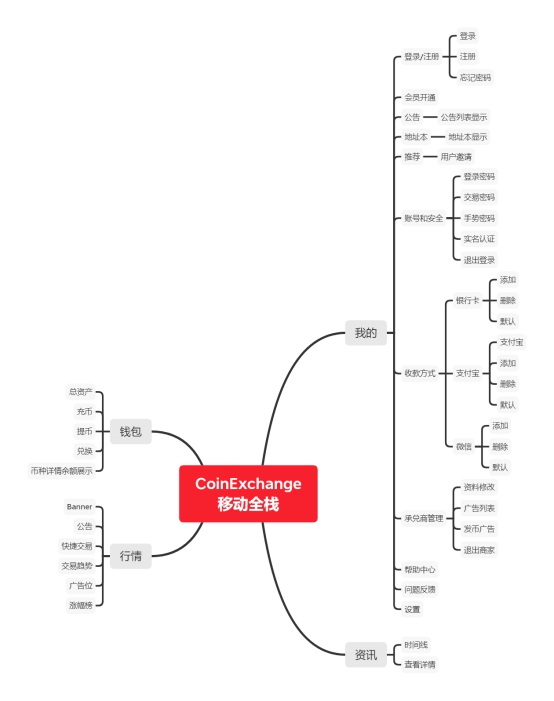 CoinExchange
移动全栈
我的
登录/注册
登录
注册
忘记密码
会员开通
公告
公告列表显示
地址本
地址本显示
推荐
用户邀请
账号和安全
登录密码
交易密码
手势密码
实名认证
退出登录
收款方式
银行卡
添加
删除
默认
支付宝
支付宝
添加
删除
默认
微信
添加
删除
默认
承兑商管理
资料修改
广告列表
发币广告
退出商家
帮助中心
问题反馈
设置
资讯
时间线
查看详情
钱包
总资产
充币
提币
兑换
币种详情余额展示
行情
Banner
公告
快捷交易
交易趋势
广告位
涨幅榜